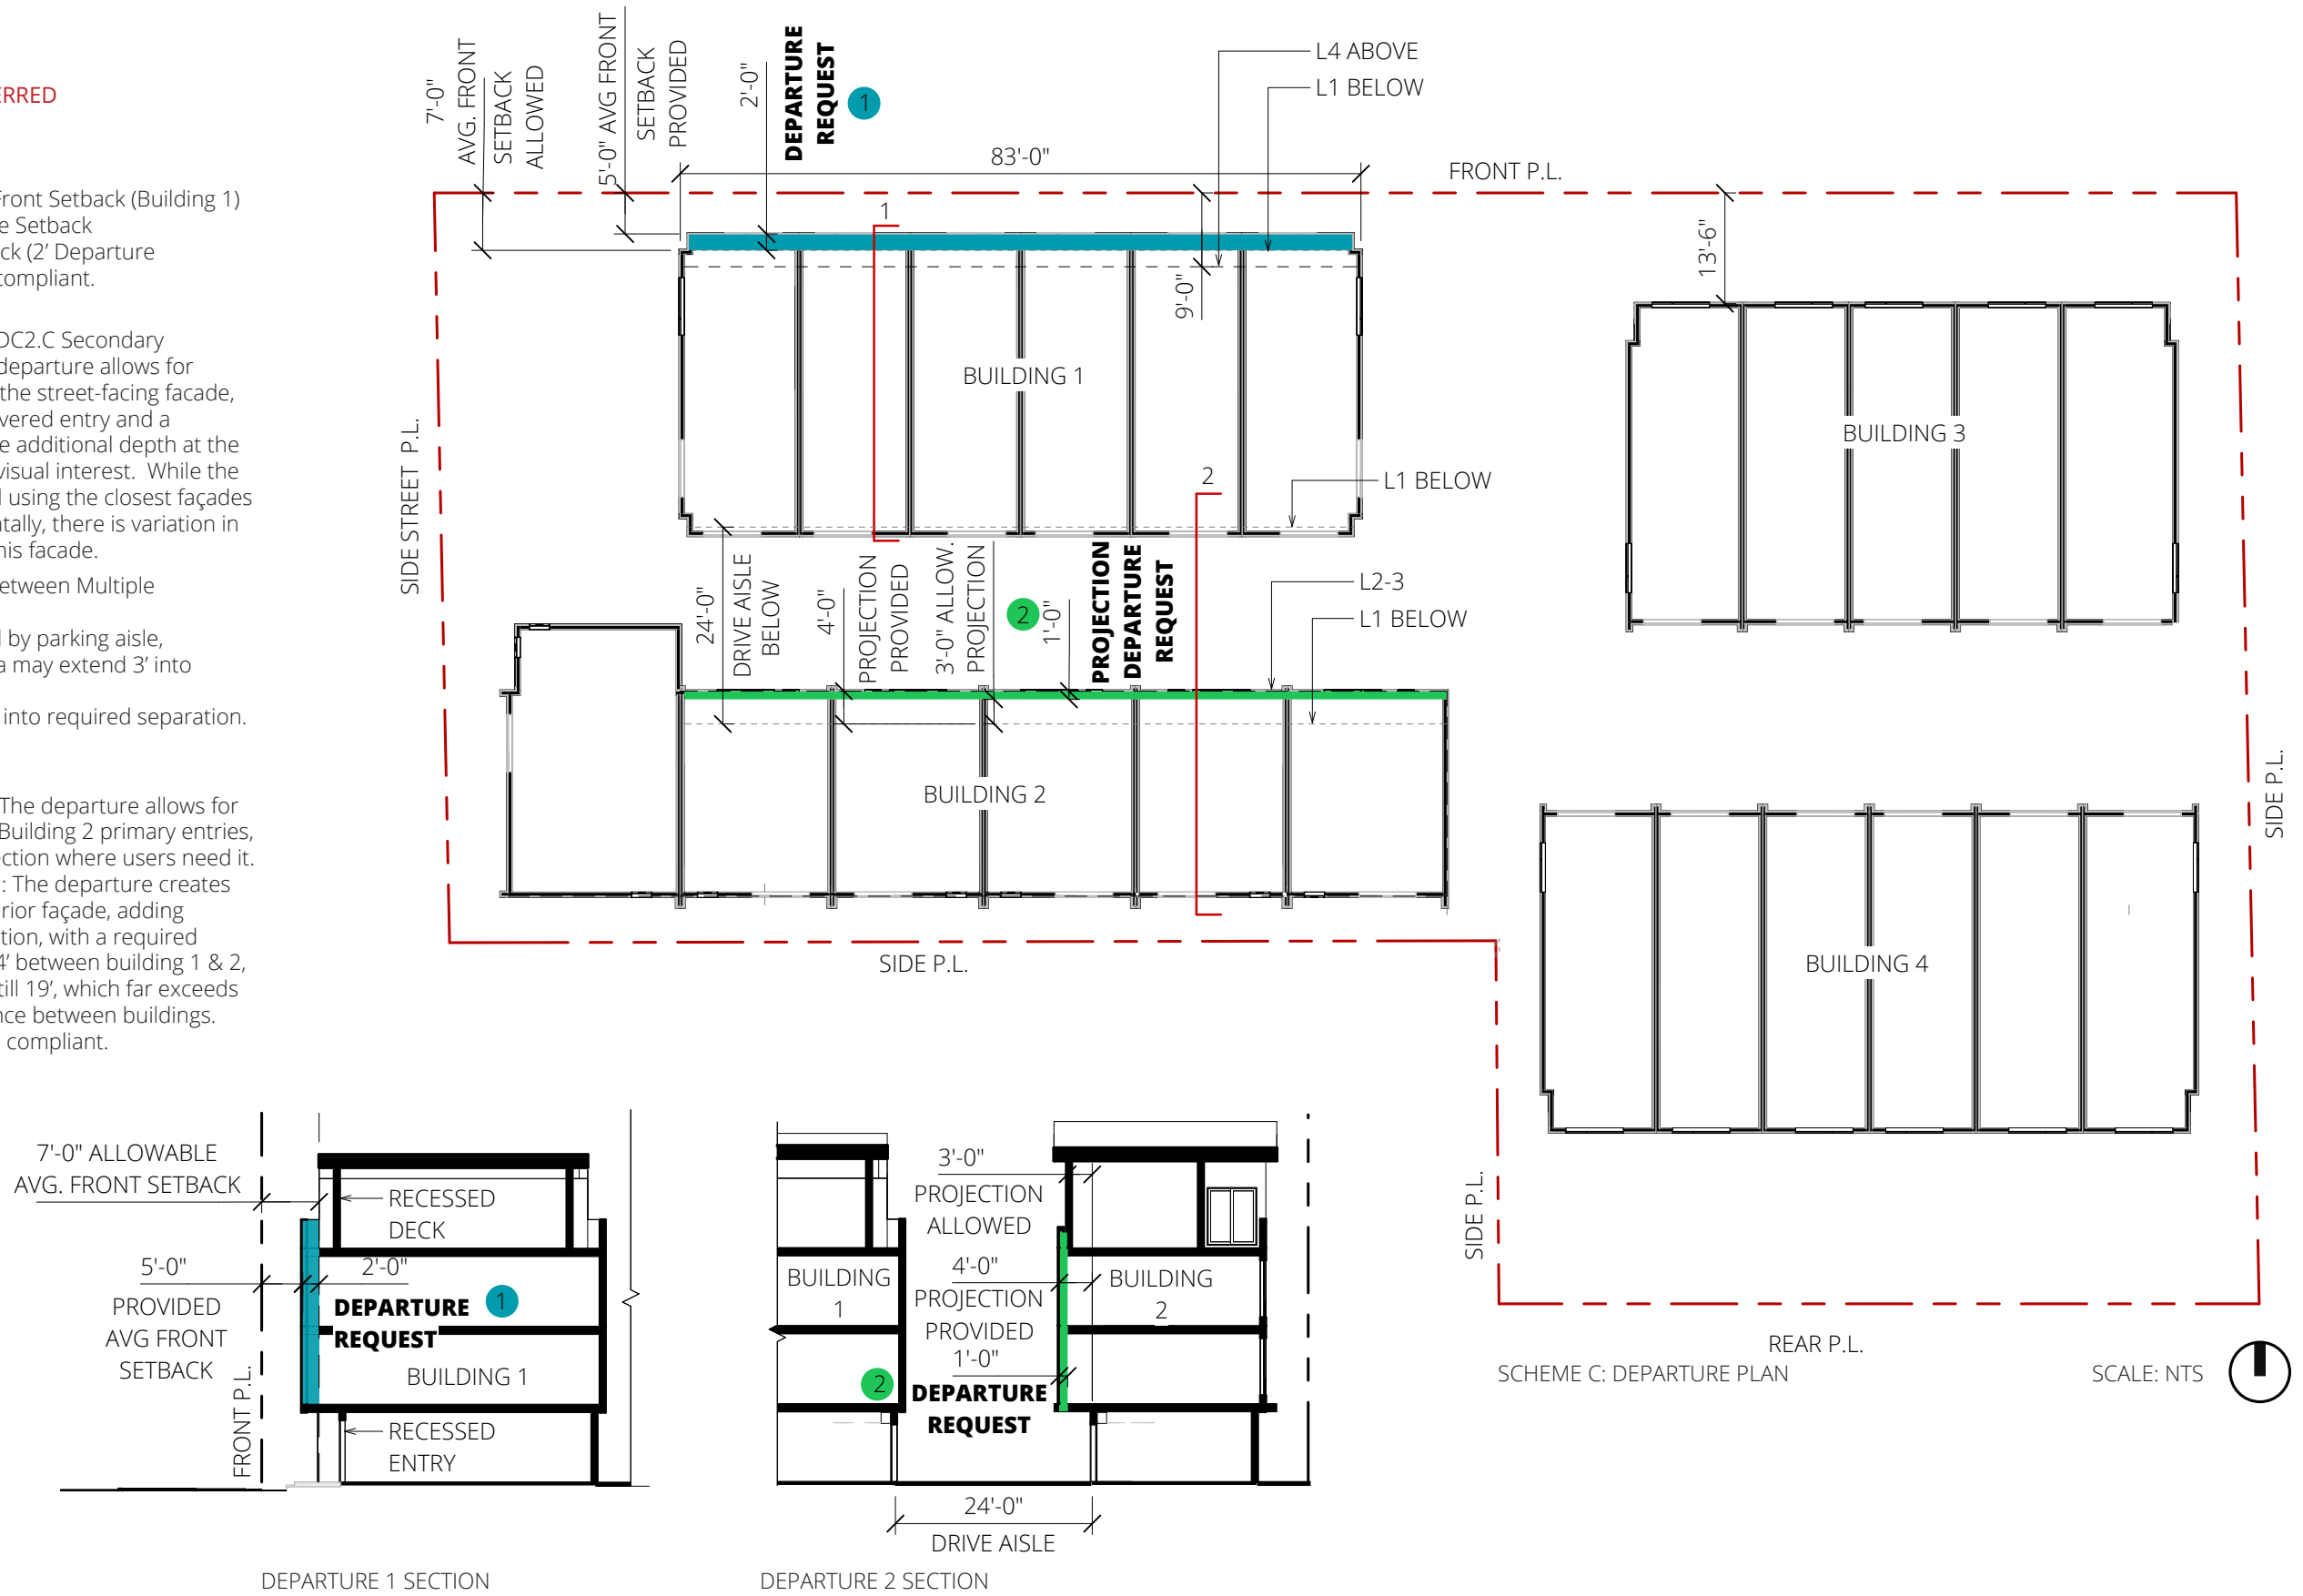 ERRED
Front Setback (Building 1)
e Setback
ck (2' Departure
compliant.
DC2.C Secondary
departure allows for
the street-facing facade,
vered entry and a
e additional depth at the
visual interest. While the
d using the closest façades
ntally, there is variation in
his facade.
etween Multiple
d by parking aisle,
a may extend 3' into
into required separation.
The departure allows for
Building 2 primary entries,
ection where users need it.
: The departure creates
erior façade, adding
tion, with a required
4' between building 1 & 2,
till 19', which far exceeds
nce between buildings.
compliant.
7'-0"
AVG. FRONT
SETBACK
ALLOWED
5'-0" AVG FRONT
SETBACK
PROVIDED
2'-0"
DEPARTURE
REQUEST
1
83'-0"
L4 ABOVE
L1 BELOW
FRONT P.L.
1
9'-0"
13'-6"
BUILDING 1
BUILDING 3
SIDE STREET P.L.
2
L1 BELOW
24'-0"
DRIVE AISLE
BELOW
4'-0"
PROJECTION
PROVIDED
3'-0" ALLOW.
PROJECTION
2
1'-0"
PROJECTION
DEPARTURE
REQUEST
L2-3
L1 BELOW
BUILDING 2
SIDE P.L.
SIDE P.L.
BUILDING 4
SIDE P.L.
REAR P.L.
SCHEME C: DEPARTURE PLAN
SCALE: NTS
7'-0" ALLOWABLE
AVG. FRONT SETBACK
RECESSED
DECK
5'-0"
PROVIDED
AVG FRONT
SETBACK
2'-0"
DEPARTURE
REQUEST
1
BUILDING 1
FRONT P.L.
RECESSED
ENTRY
DEPARTURE 1 SECTION
3'-0"
PROJECTION
ALLOWED
BUILDING
1
4'-0"
PROJECTION
PROVIDED
BUILDING
2
1'-0"
2
DEPARTURE
REQUEST
24'-0"
DRIVE AISLE
DEPARTURE 2 SECTION